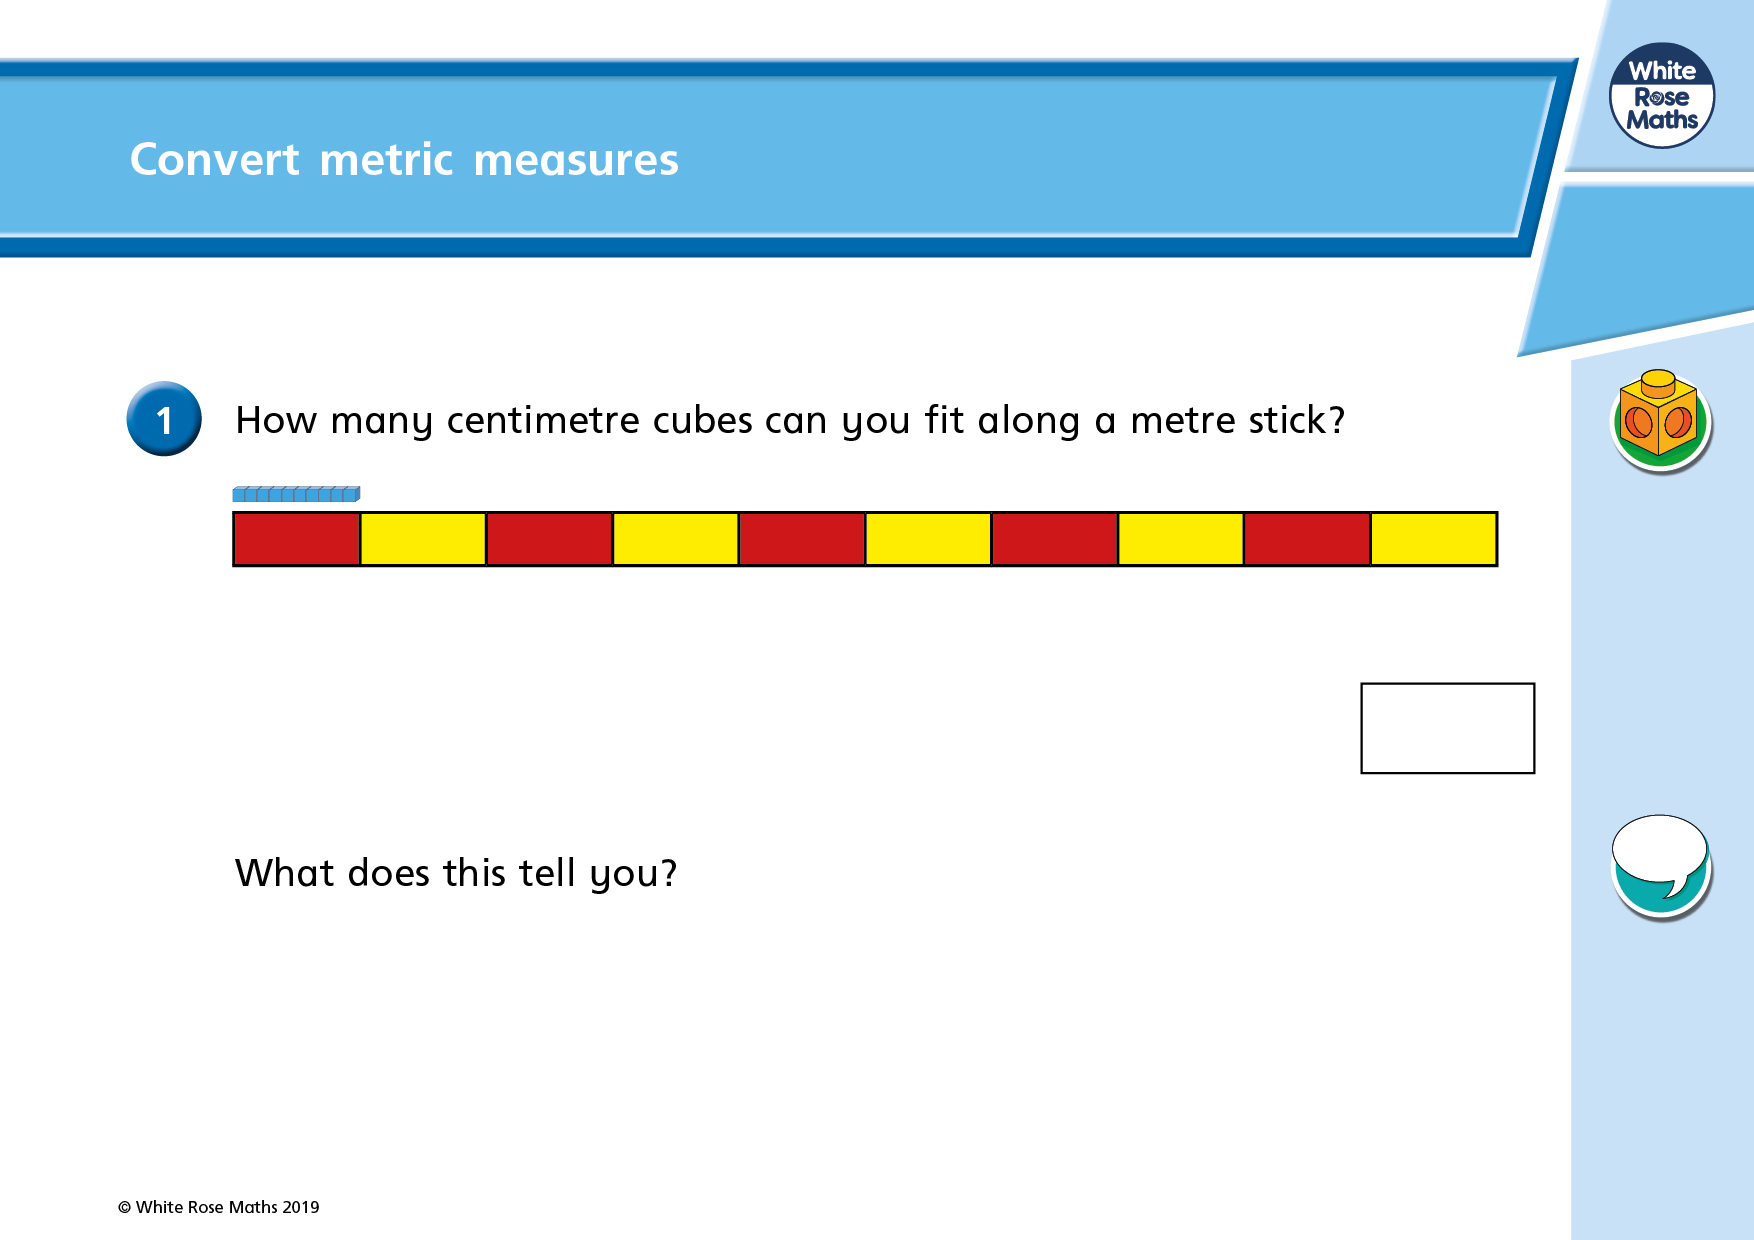 White
Rose
Maths
Convert metric measures
1 How many centimetre cubes can you fit along a metre stick?
What does this tell you?
© White Rose Maths 2019